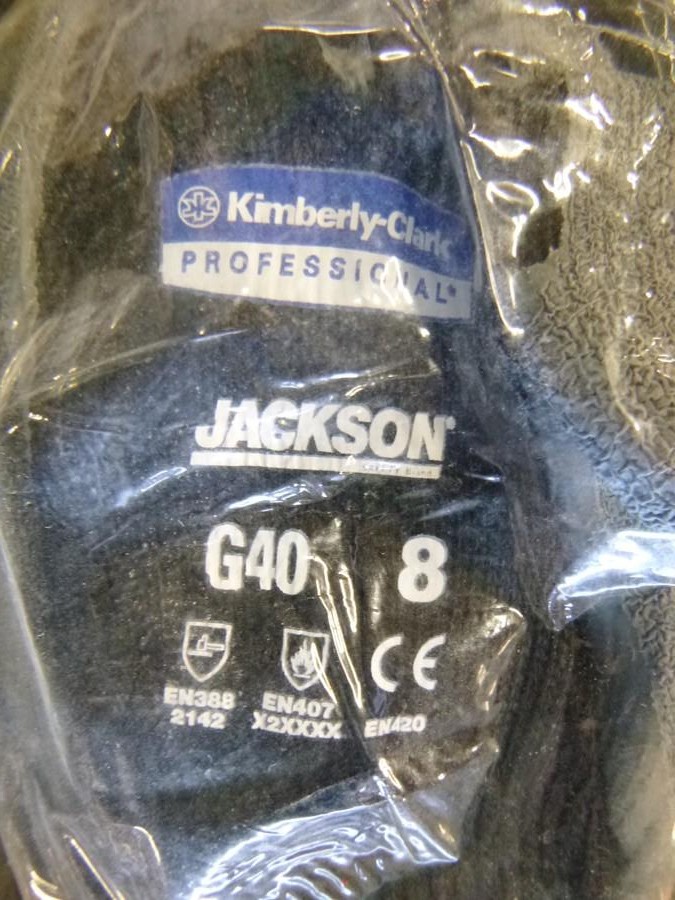 Kimberly-Clark
PROFESSIONAL*
JACKSON®
G40 8
EN388 EN407 CE
2142 X2XXXX EN420